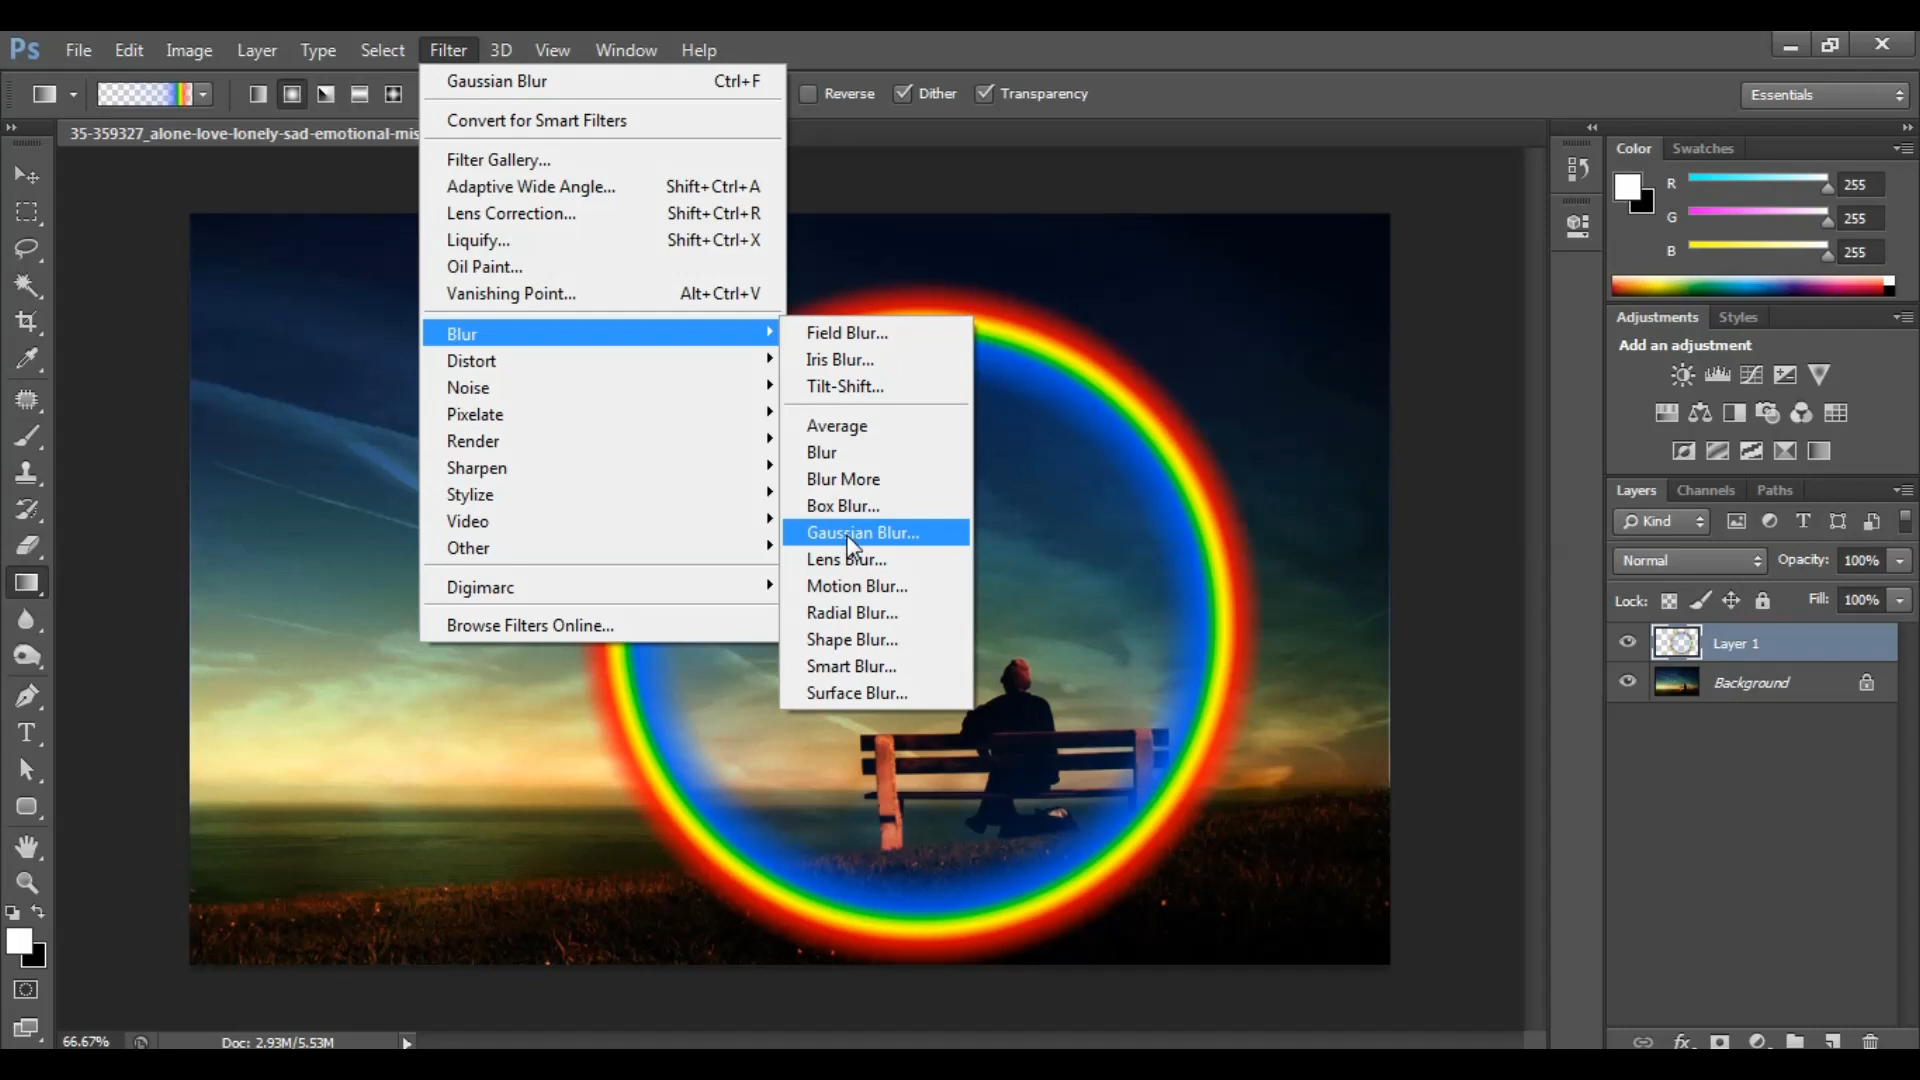 Ps File Edit Image Layer Type Select Filter 3D View Window Help
Reverse Dither Transparency Essentials
35-359327_alone-love-lonely-sad-emotional-mis
Gaussian Blur Ctrl+F
Convert for Smart Filters
Filter Gallery...
Adaptive Wide Angle... Shift+Ctrl+A
Lens Correction... Shift+Ctrl+R
Liquify... Shift+Ctrl+X
Oil Paint...
Vanishing Point... Alt+Ctrl+V
Blur
Distort
Noise
Pixelate
Render
Sharpen
Stylize
Video
Other
Digimarc
Browse Filters Online...
Field Blur...
Iris Blur...
Tilt-Shift...
Average
Blur
Blur More
Box Blur...
Gaussian Blur...
Lens Blur...
Motion Blur...
Radial Blur...
Shape Blur...
Smart Blur...
Surface Blur...
Color Swatches
R 255
G 255
B 255
Adjustments Styles
Add an adjustment
Layers Channels Paths
Kind
Normal Opacity: 100%
Lock: Fill: 100%
Layer 1
Background
66.67% Doc: 2.93M/5.53M
fx